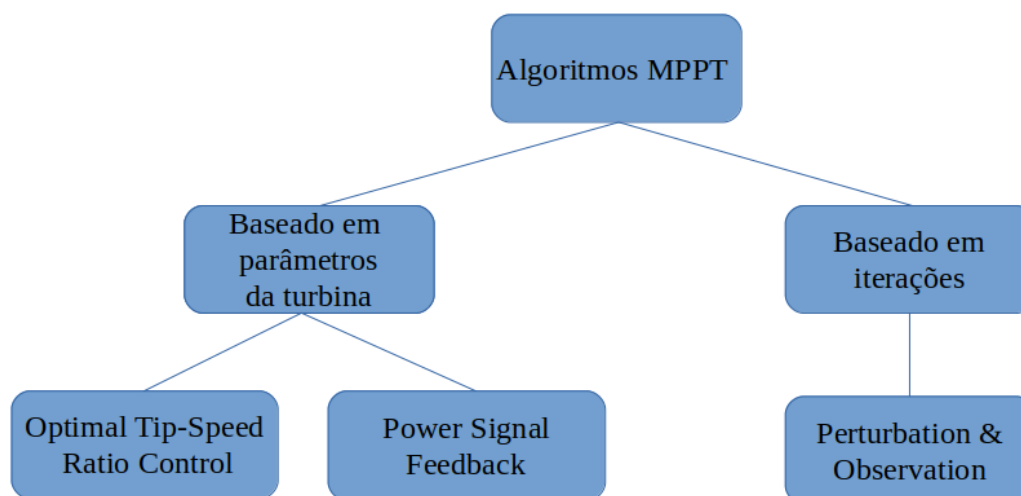 Algoritmos MPPT
Baseado em
parâmetros
da turbina
Baseado em
iterações
Optimal Tip-Speed
Ratio Control
Power Signal
Feedback
Perturbation &
Observation